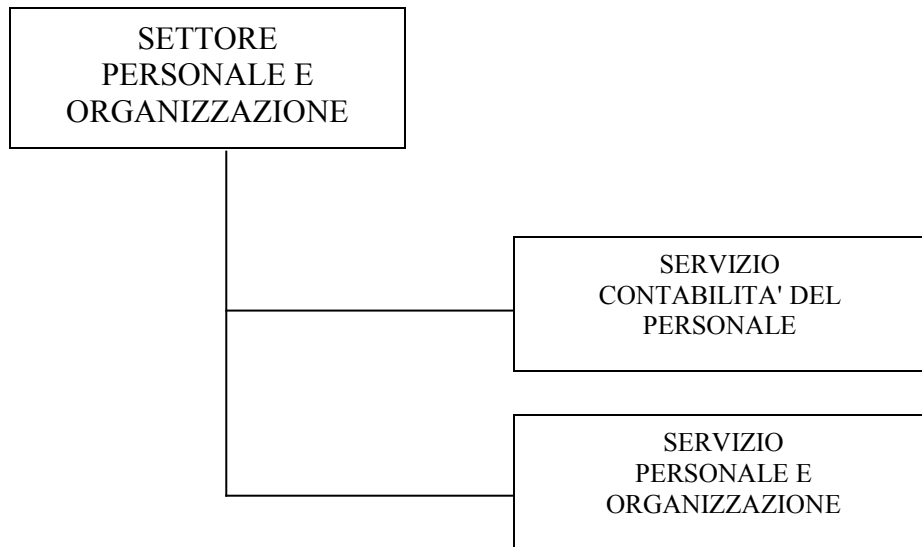 SETTORE
PERSONALE E
ORGANIZZAZIONE
SERVIZIO
CONTABILITA' DEL
PERSONALE
SERVIZIO
PERSONALE E
ORGANIZZAZIONE